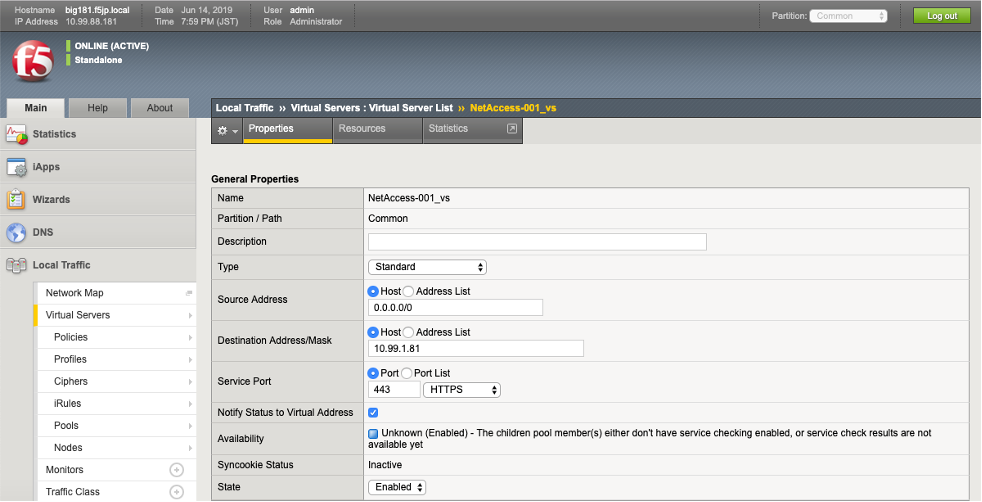 Hostname big181.f5jp.local Date Jun 14, 2019 User admin
IP Address 10.99.88.181 Time 7:59 PM (JST) Role Administrator
Partition: Common
Log out
f5
ONLINE (ACTIVE)
Standalone
Main Help About
Local Traffic ›› Virtual Servers : Virtual Server List ›› NetAccess-001_vs
Properties Resources Statistics
Statistics
iApps
Wizards
DNS
Local Traffic
Network Map
Virtual Servers
Policies
Profiles
Ciphers
iRules
Pools
Nodes
Monitors
Traffic Class
General Properties
Name NetAccess-001_vs
Partition / Path Common
Description
Type Standard
Source Address Host Address List
0.0.0.0/0
Destination Address/Mask Host Address List
10.99.1.81
Service Port Port Port List
443 HTTPS
Notify Status to Virtual Address
Availability Unknown (Enabled) - The children pool member(s) either don't have service checking enabled, or service check results are not
available yet
Syncookie Status Inactive
State Enabled